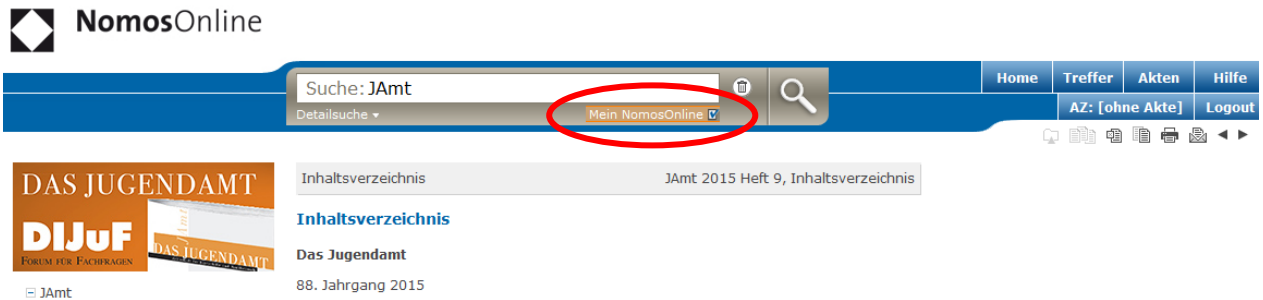 NomosOnline
Suche: JAmt
Detailsuche
Mein NomosOnline
Home Treffer Akten Hilfe
AZ: [ohne Akte] Logout
DAS JUGENDAMT
DIJuF
FORUM FÜR FACHFRAGEN
JAmt
DAS JUGENDAMT
JAmt
Inhaltsverzeichnis JAmt 2015 Heft 9, Inhaltsverzeichnis
Inhaltsverzeichnis
Das Jugendamt
88. Jahrgang 2015